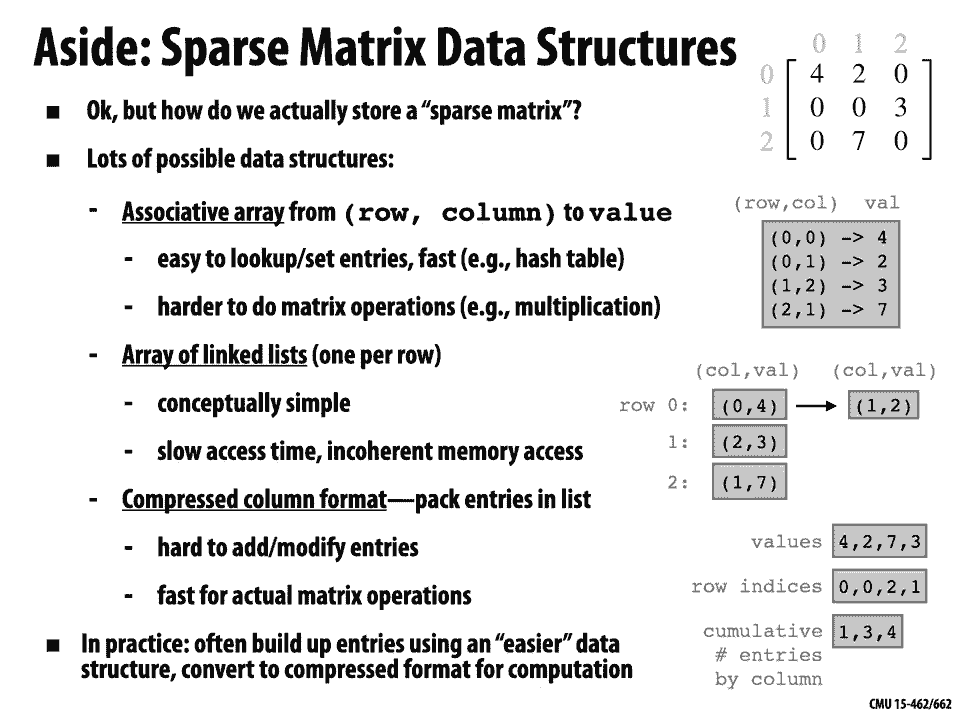 Aside: Sparse Matrix Data Structures
■ Ok, but how do we actually store a “sparse matrix”?
■ Lots of possible data structures:
- Associative array from (row, column) to value
- easy to lookup/set entries, fast (e.g., hash table)
- harder to do matrix operations (e.g., multiplication)
- Array of linked lists (one per row)
- conceptually simple
- slow access time, incoherent memory access
- Compressed column format—pack entries in list
- hard to add/modify entries
- fast for actual matrix operations
■ In practice: often build up entries using an “easier” data
structure, convert to compressed format for computation
0 1 2
0 4 2 0
1 0 0 3
2 0 7 0
(row,col) val
(0,0) -> 4
(0,1) -> 2
(1,2) -> 3
(2,1) -> 7
(col,val) (col,val)
row 0: (0,4) (1,2)
1: (2,3)
2: (1,7)
values 4,2,7,3
row indices 0,0,2,1
cumulative 1,3,4
# entries
by column
CMU 15-462/662